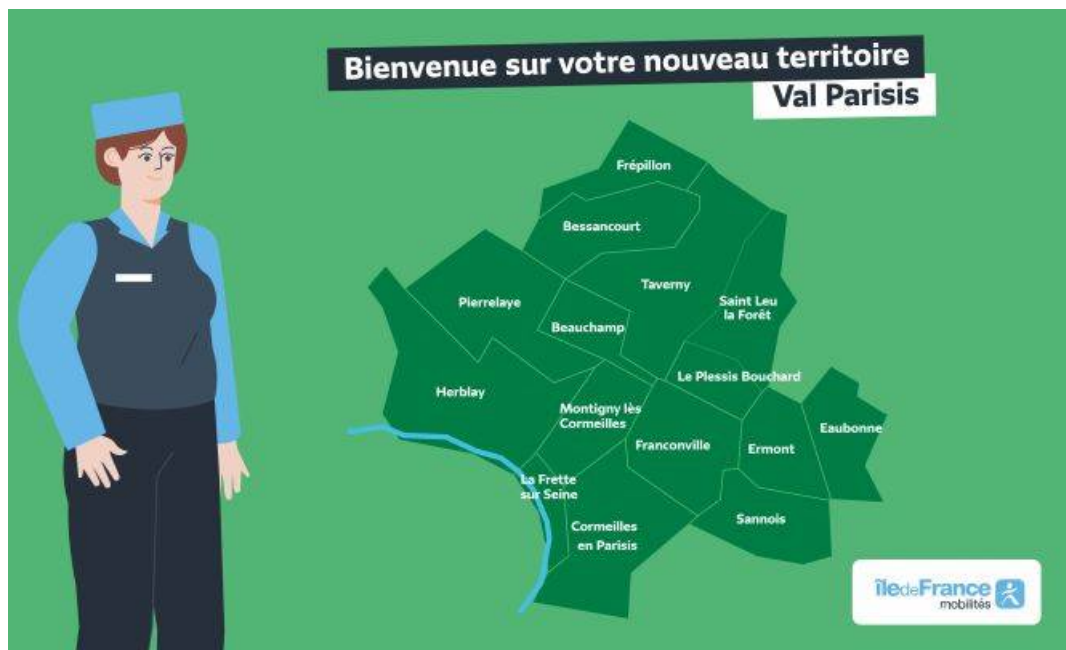 Bienvenue sur votre nouveau territoire
Val Parisis
Frépillon
Bessancourt
Taverny
Pierrelaye
Saint Leu
la Forêt
Beauchamp
Le Plessis Bouchard
Herblay
Montigny lès
Cormeilles
Eaubonne
Franconville
Ermont
La Frette
sur Seine
Sannois
Cormeilles
en Parisis
îledeFrance
mobilités